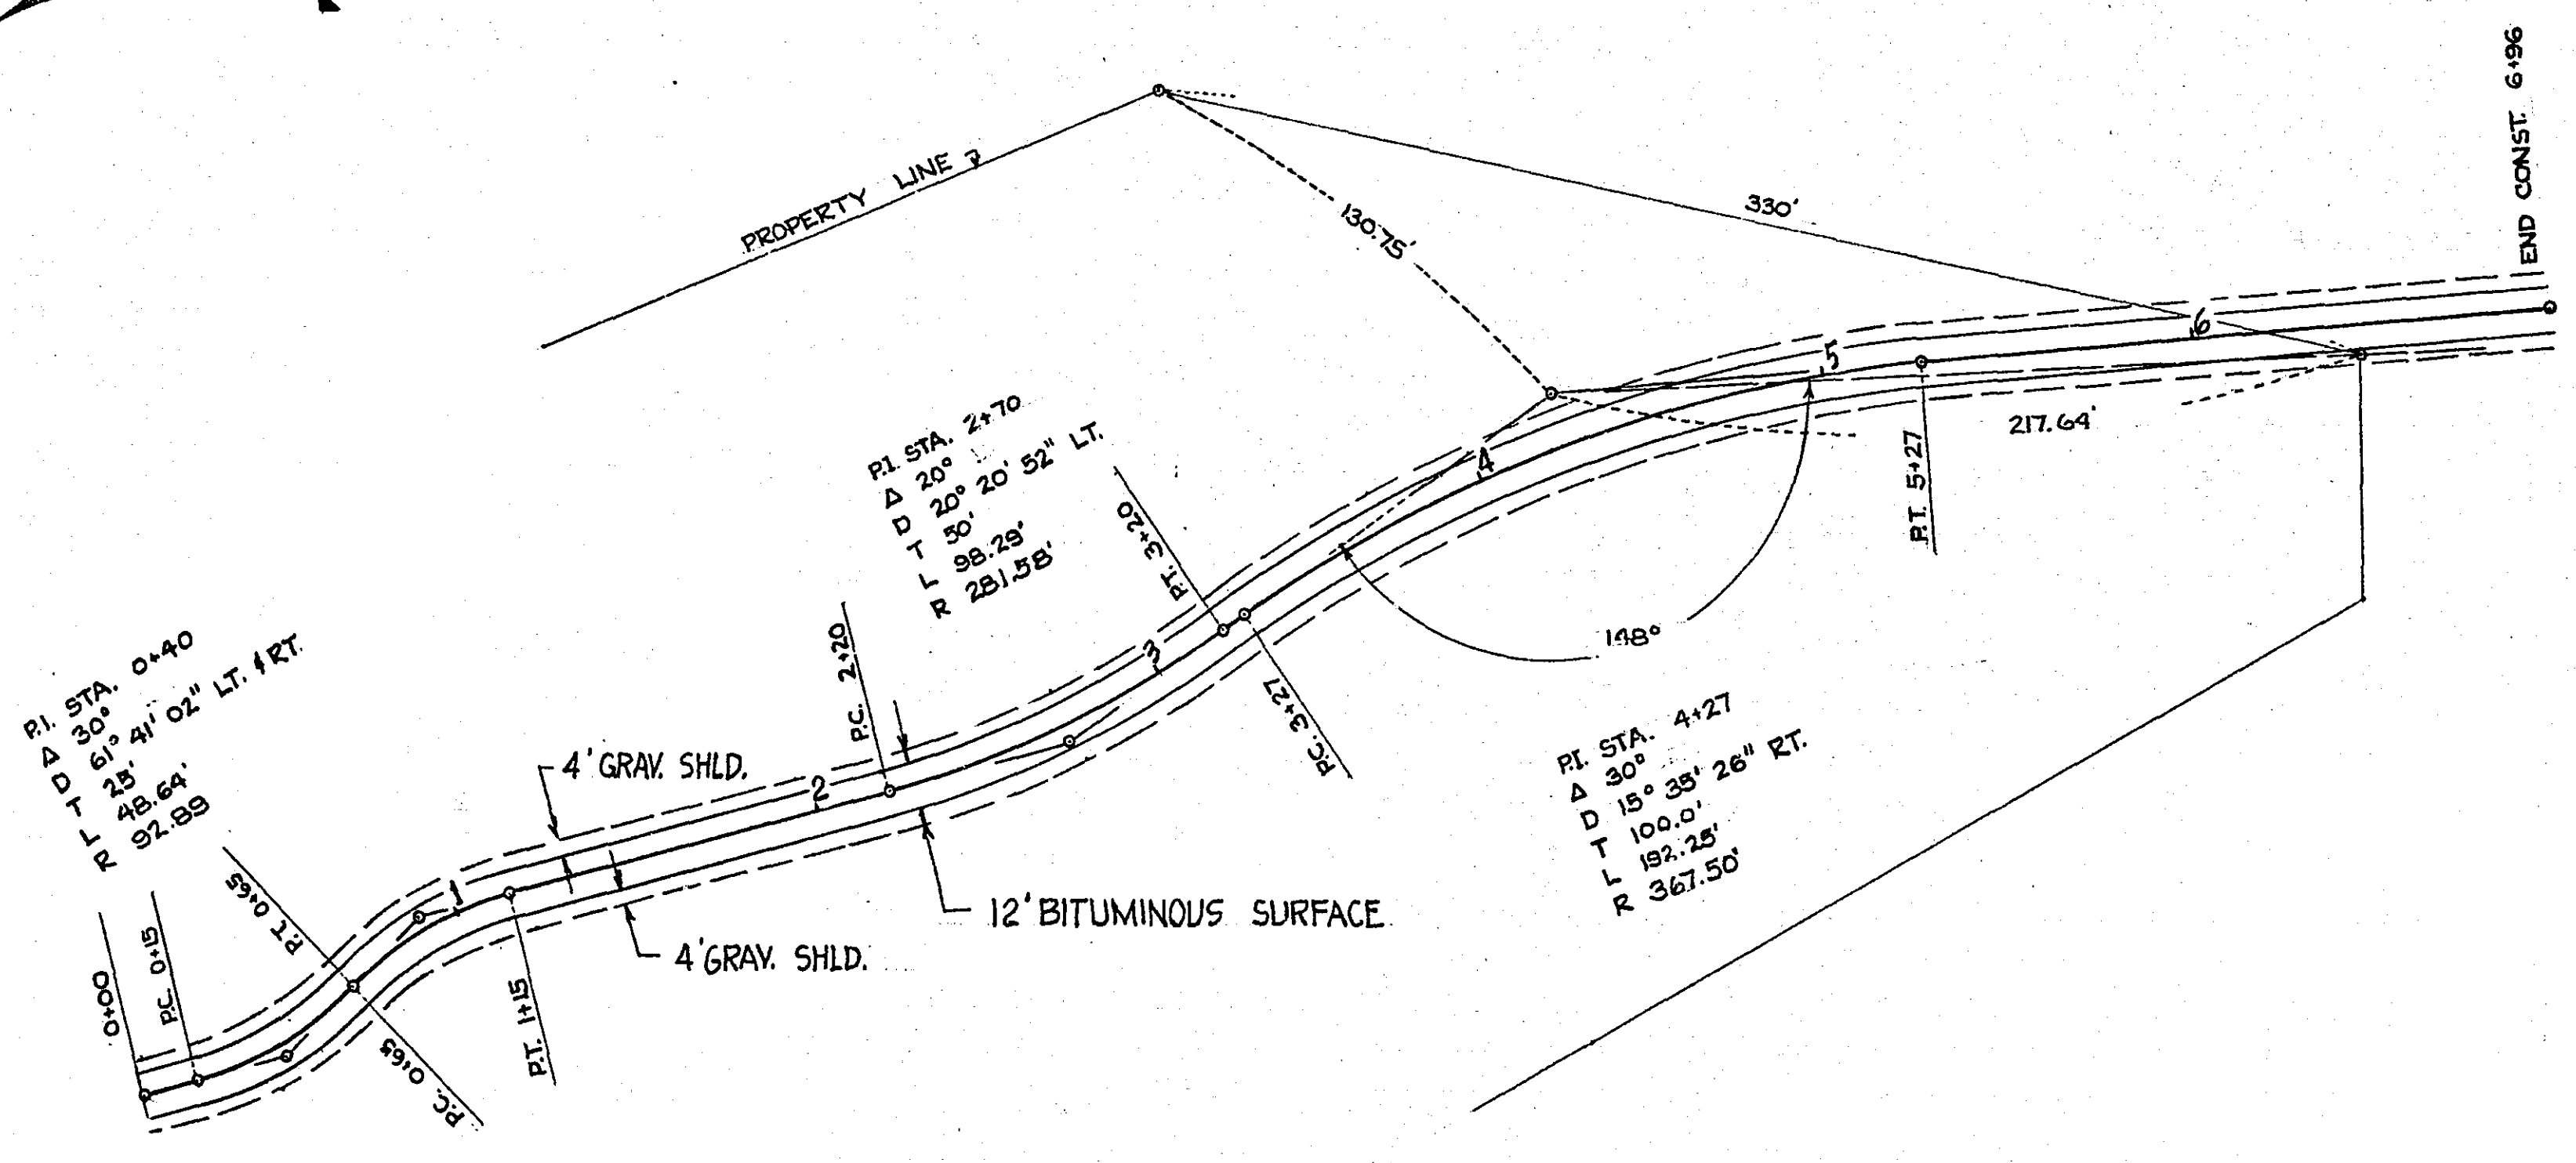 END CONST. 6+96
PROPERTY LINE
130.75'
330'
6
5
217.64'
P.T. 5+27
4
148°
P.I. STA. 2+70
Δ 20°
D 20° 20' 52" LT.
T 50'
L 98.29'
R 281.58'
P.T. 3+20
P.C. 3+27
3
P.C. 2+20
P.I. STA. 4+27
Δ 30°
D 15° 35' 26" RT.
T 100.0'
L 192.25'
R 367.50'
P.I. STA. 0+40
Δ 30°
D 61° 41' 02" LT. & RT.
T 25'
L 48.64'
R 92.89
4' GRAV. SHLD.
2
12' BITUMINOUS SURFACE
4' GRAV. SHLD.
1
P.T. 0+65
P.C. 0+65
0+00
P.C. 0+15
P.T. 1+15